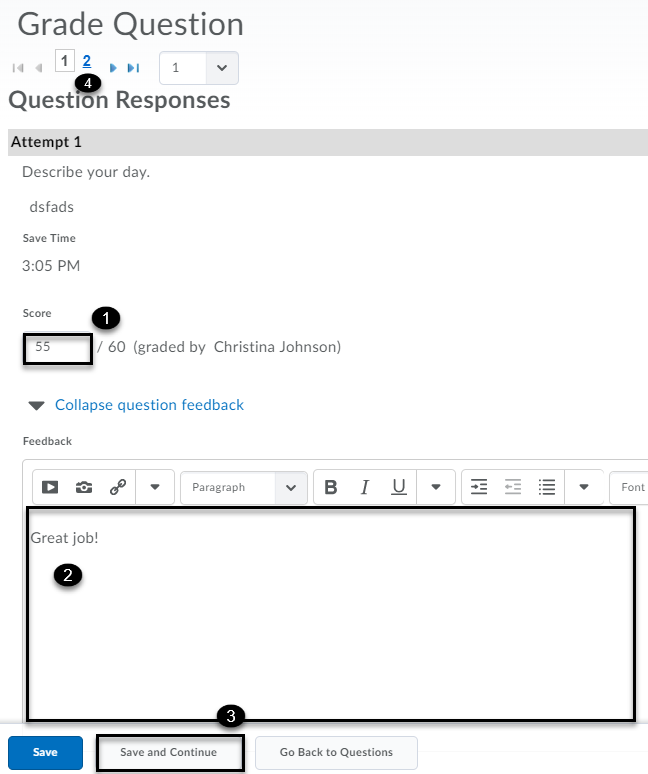 Grade Question
1 2 1
4
Question Responses
Attempt 1
Describe your day.
dsfads
Save Time
3:05 PM
Score
1
55 / 60 (graded by Christina Johnson)
Collapse question feedback
Feedback
Paragraph B I U Font
Great job!
2
3
Save Save and Continue Go Back to Questions